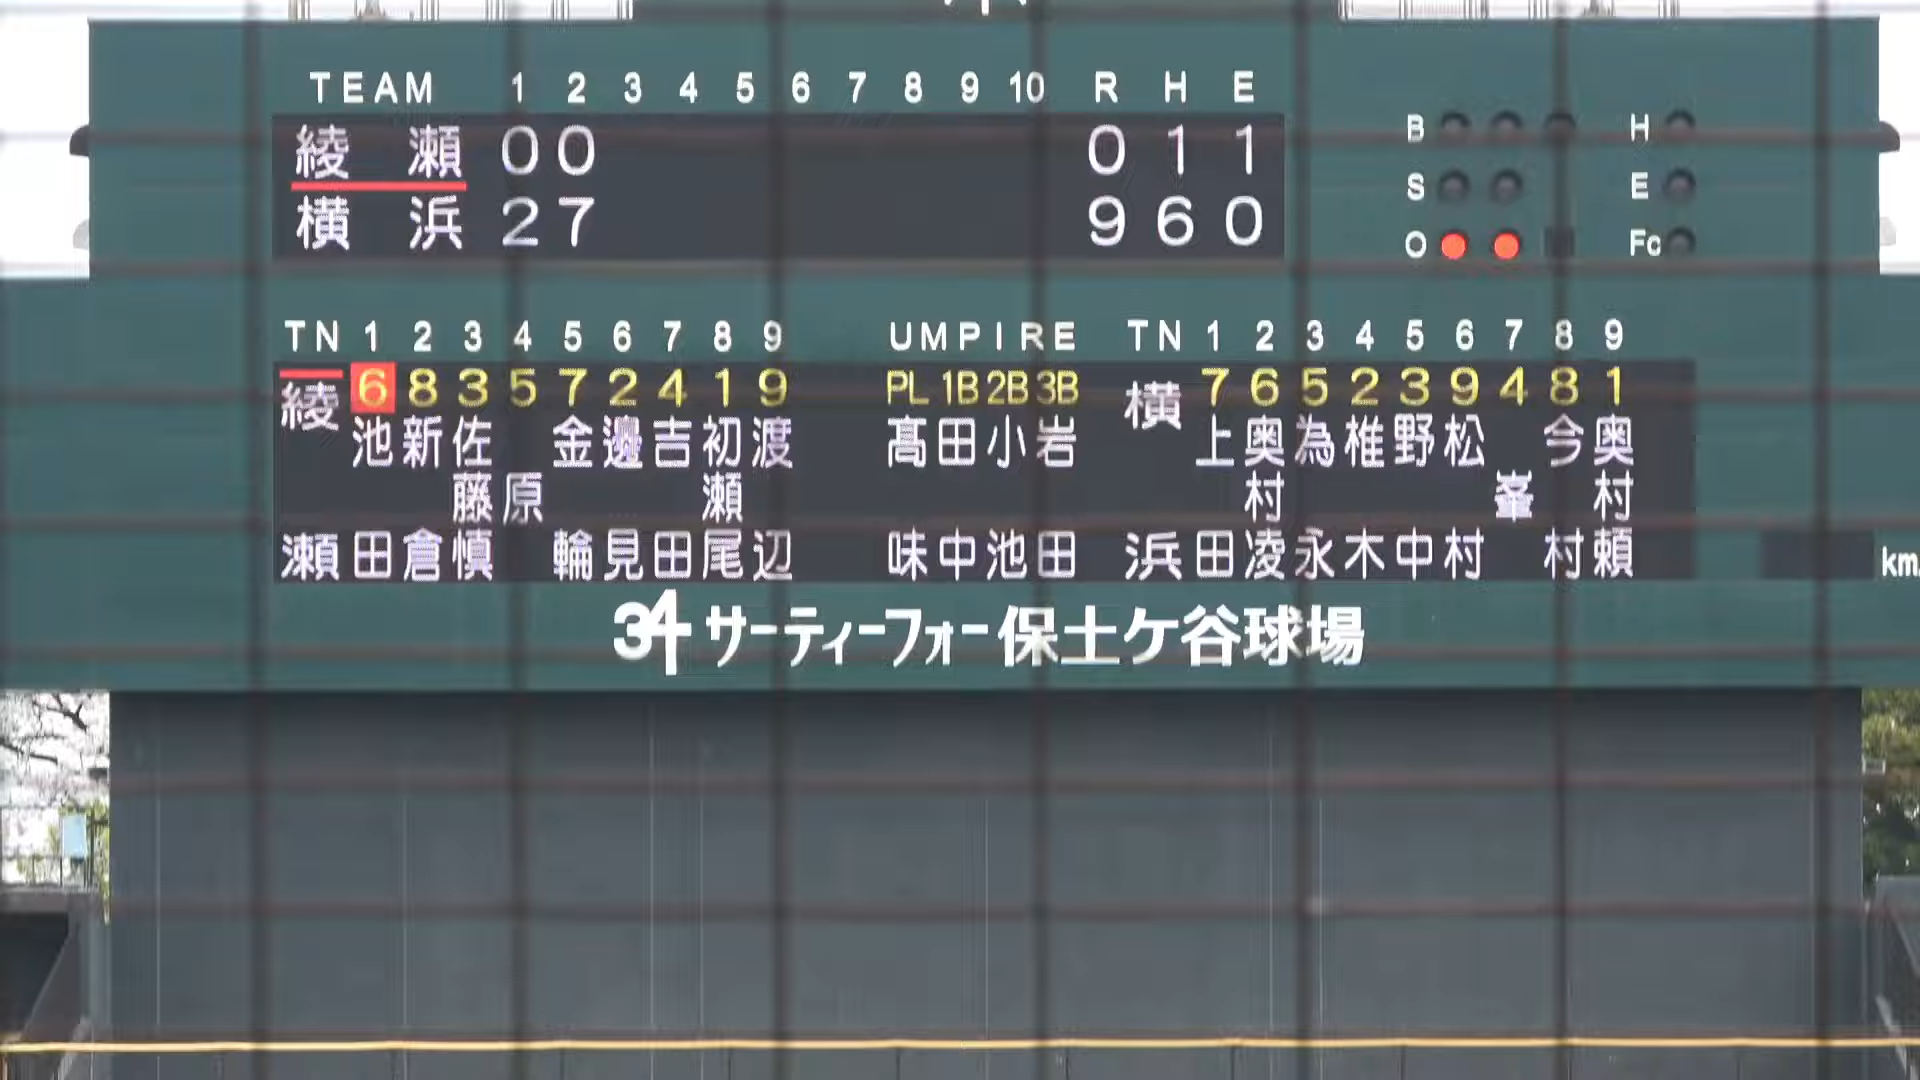 TEAM 1 2 3 4 5 6 7 8 9 10 R H E
綾瀬 0 0 0 1 1
横浜 2 7 9 6 0
B H
S E
O Fc
TN 1 2 3 4 5 6 7 8 9 UMPIRE TN 1 2 3 4 5 6 7 8 9
綾瀬 6 8 3 5 7 2 4 1 9 PL 1B 2B 3B 横浜 7 6 5 2 3 9 4 8 1
池田 新倉 佐藤慎 原 金輪 邊見 吉田 初瀬尾 渡辺 髙味 田中 小池 岩田 上田 奥村凌 為永 椎木 野中 松村 峯 今村 奥村頼
km
34 サーティーフォー保土ケ谷球場